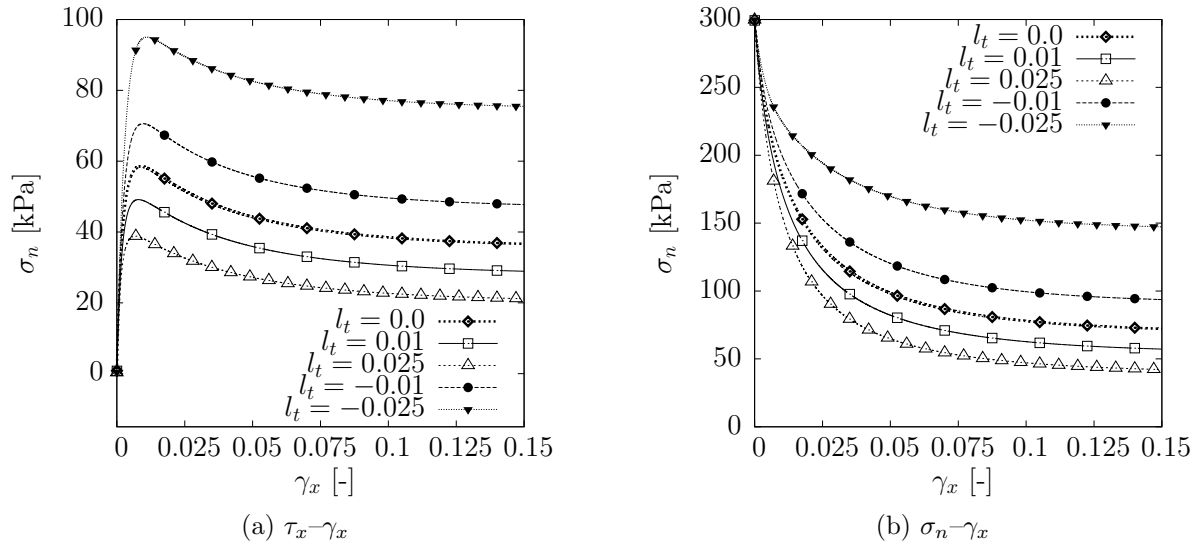 100
80
60
40
20
0
σₙ [kPa]
0 0.025 0.05 0.075 0.1 0.125 0.15
γₓ [-]
lₜ = 0.0
lₜ = 0.01
lₜ = 0.025
lₜ = −0.01
lₜ = −0.025
(a) τₓ–γₓ
300
250
200
150
100
50
0
σₙ [kPa]
0 0.025 0.05 0.075 0.1 0.125 0.15
γₓ [-]
lₜ = 0.0
lₜ = 0.01
lₜ = 0.025
lₜ = −0.01
lₜ = −0.025
(b) σₙ–γₓ